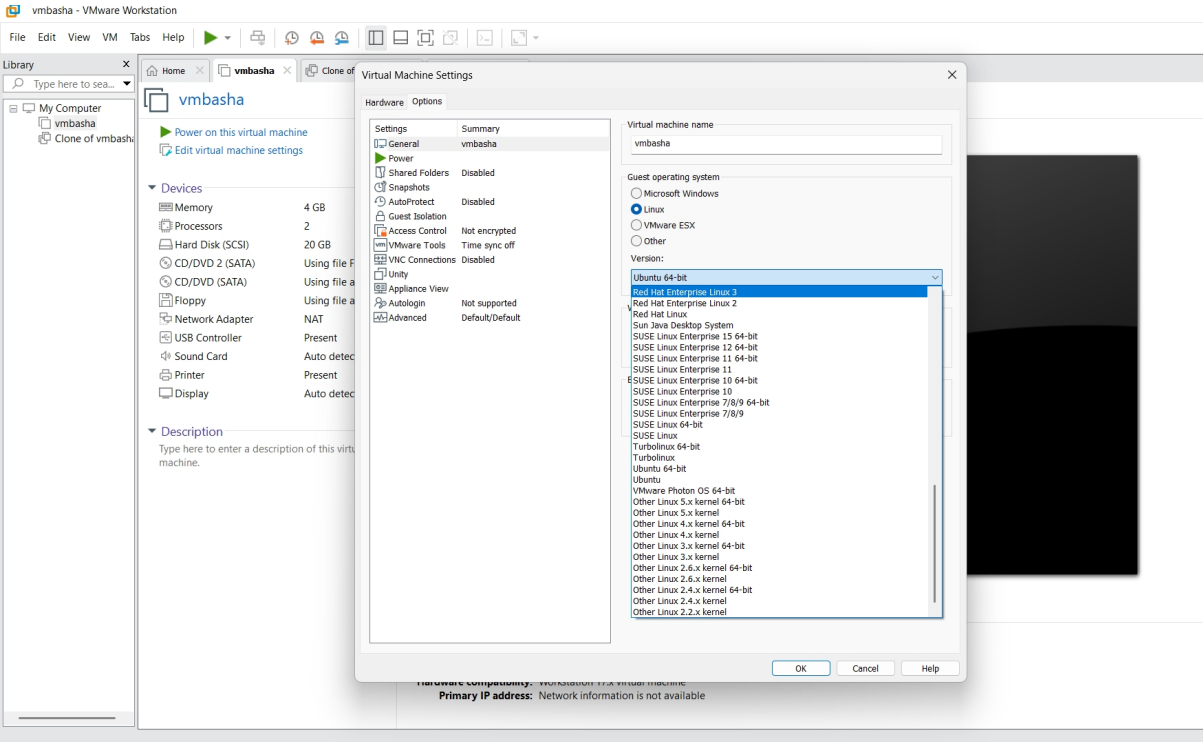 vmbasha - VMware Workstation
File Edit View VM Tabs Help
Library X
Type here to sea...
My Computer
vmbasha
Clone of vmbasha
Home
vmbasha
Clone of
vmbasha
Power on this virtual machine
Edit virtual machine settings
Devices
Memory 4 GB
Processors 2
Hard Disk (SCSI) 20 GB
CD/DVD 2 (SATA) Using file
CD/DVD (SATA) Using file a
Floppy Using file a
Network Adapter NAT
USB Controller Present
Sound Card Auto detec
Printer Present
Display Auto detec
Description
Type here to enter a description of this virtu
machine.
Virtual Machine Settings
Hardware Options
Settings Summary
General vmbasha
Power
Shared Folders Disabled
Snapshots
AutoProtect Disabled
Guest Isolation
Access Control Not encrypted
vm VMware Tools Time sync off
VNC Connections Disabled
Unity
Appliance View
Autologin Not supported
Advanced Default/Default
Virtual machine name
vmbasha
Guest operating system
Microsoft Windows
Linux
VMware ESX
Other
Version:
Ubuntu 64-bit
Red Hat Enterprise Linux 3
Red Hat Enterprise Linux 2
Red Hat Linux
Sun Java Desktop System
SUSE Linux Enterprise 15 64-bit
SUSE Linux Enterprise 12 64-bit
SUSE Linux Enterprise 11 64-bit
SUSE Linux Enterprise 11
SUSE Linux Enterprise 10 64-bit
SUSE Linux Enterprise 10
SUSE Linux Enterprise 7/8/9 64-bit
SUSE Linux Enterprise 7/8/9
SUSE Linux 64-bit
SUSE Linux
Turbolinux 64-bit
Turbolinux
Ubuntu 64-bit
Ubuntu
VMware Photon OS 64-bit
Other Linux 5.x kernel 64-bit
Other Linux 5.x kernel
Other Linux 4.x kernel 64-bit
Other Linux 4.x kernel
Other Linux 3.x kernel 64-bit
Other Linux 3.x kernel
Other Linux 2.6.x kernel 64-bit
Other Linux 2.6.x kernel
Other Linux 2.4.x kernel 64-bit
Other Linux 2.4.x kernel
Other Linux 2.2.x kernel
OK Cancel Help
Hardware compatibility: Workstation 17.x virtual machine
Primary IP address: Network information is not available